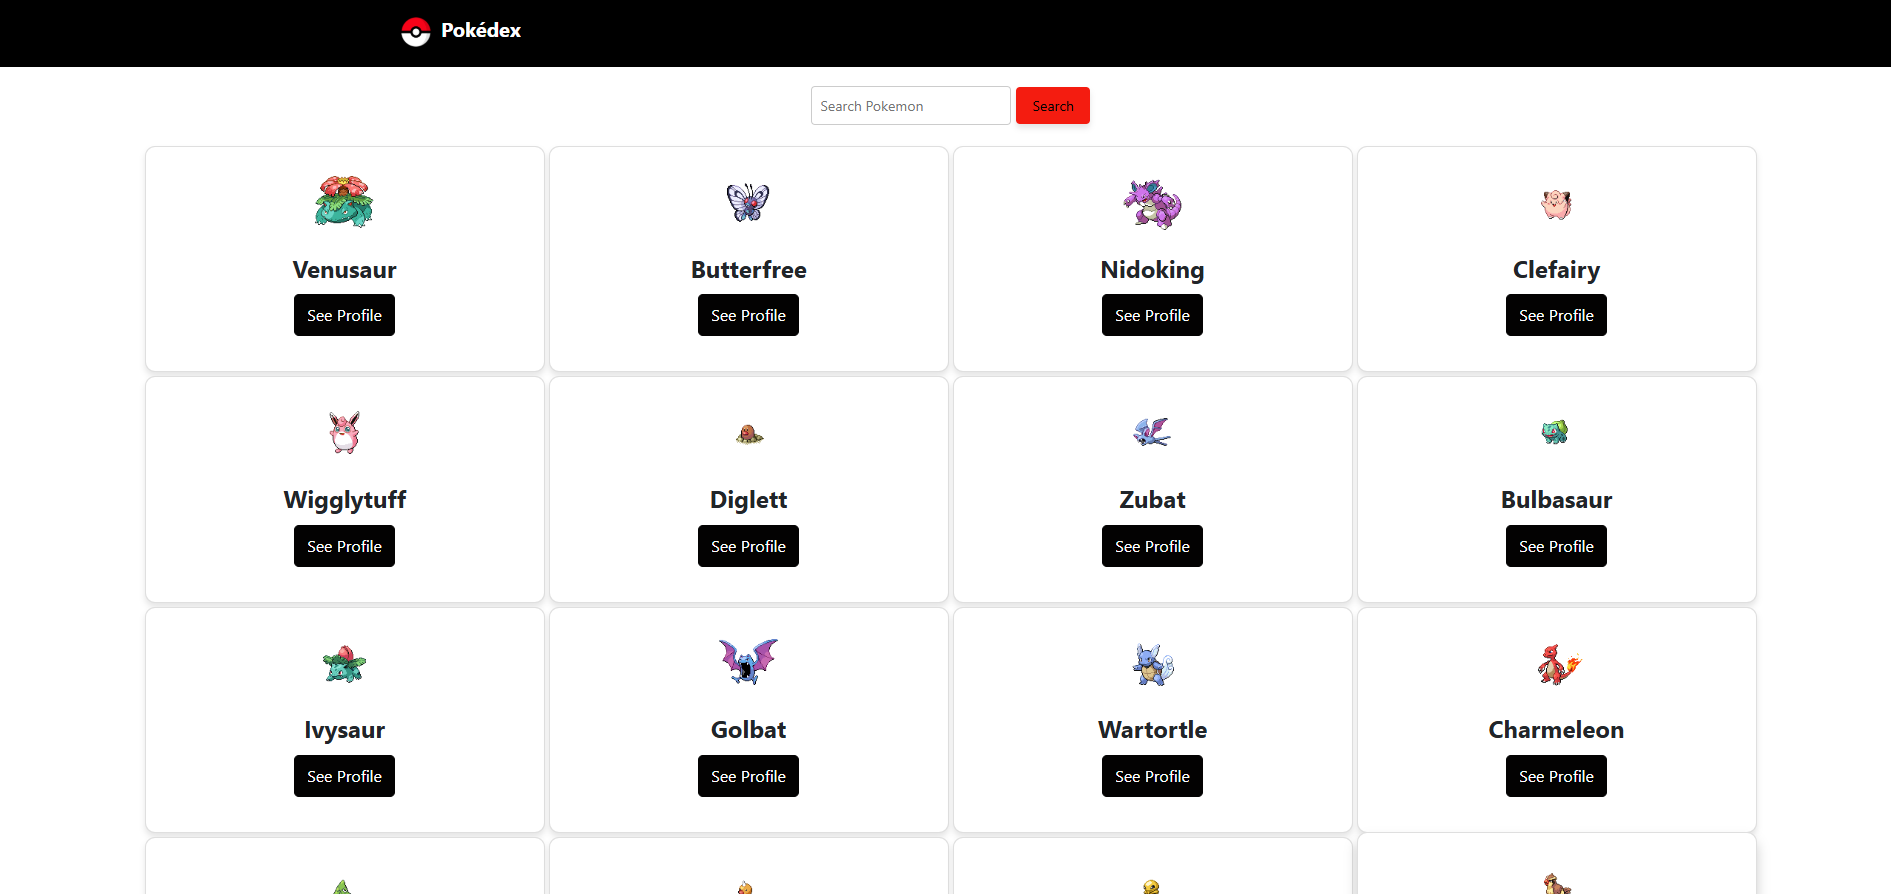 Pokédex
Search Pokemon
Search
Venusaur
See Profile
Butterfree
See Profile
Nidoking
See Profile
Clefairy
See Profile
Wigglytuff
See Profile
Diglett
See Profile
Zubat
See Profile
Bulbasaur
See Profile
Ivysaur
See Profile
Golbat
See Profile
Wartortle
See Profile
Charmeleon
See Profile